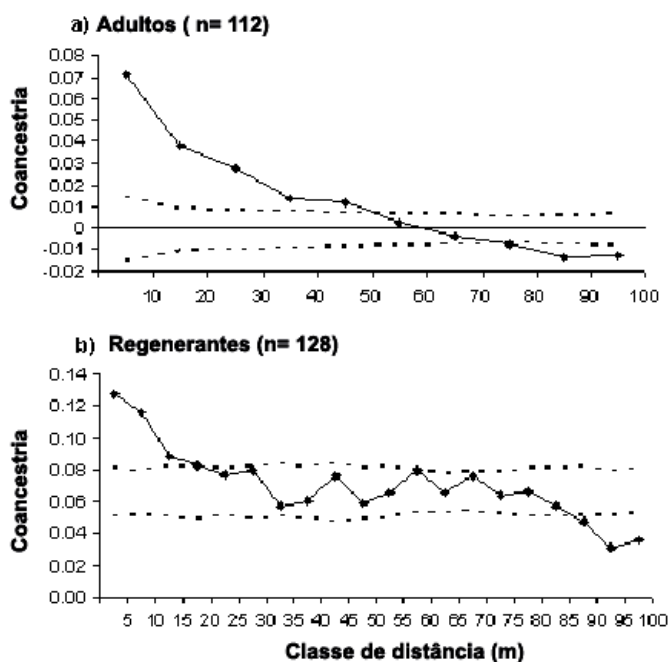 a) Adultos ( n= 112)
Coancestria
0.08
0.07
0.06
0.05
0.04
0.03
0.02
0.01
0
-0.01
-0.02
10 20 30 40 50 60 70 80 90 100
b) Regenerantes (n= 128)
Coancestria
0.14
0.12
0.10
0.08
0.06
0.04
0.02
0.00
5 10 15 20 25 30 35 40 45 50 55 60 65 70 75 80 85 90 95 100
Classe de distância (m)